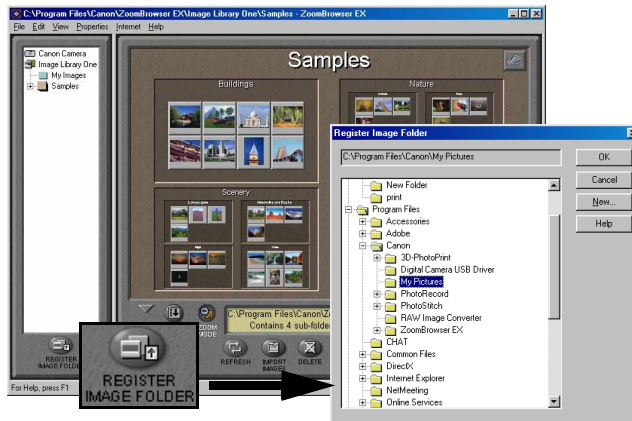 C:\Program Files\Canon\ZoomBrowser EX\Image Library One\Samples - ZoomBrowser EX
File Edit View Properties Internet Help
Canon Camera
Image Library One
My Images
Samples
Samples
Buildings
Nature
Scenery
ZOOM
MODE
C:\Program Files\Canon\Z
Contains 4 sub-folde
REGISTER
IMAGE FOLDE
REFRESH
IMPORT
IMAGES
DELETE
For Help, press F1
REGISTER
IMAGE FOLDER
Register Image Folder
C:\Program Files\Canon\My Pictures
OK
Cancel
New...
Help
New Folder
print
Program Files
Accessories
Adobe
Canon
3D-PhotoPrint
Digital Camera USB Driver
My Pictures
PhotoRecord
PhotoStitch
RAW Image Converter
ZoomBrowser EX
CHAT
Common Files
DirectX
Internet Explorer
NetMeeting
Online Services